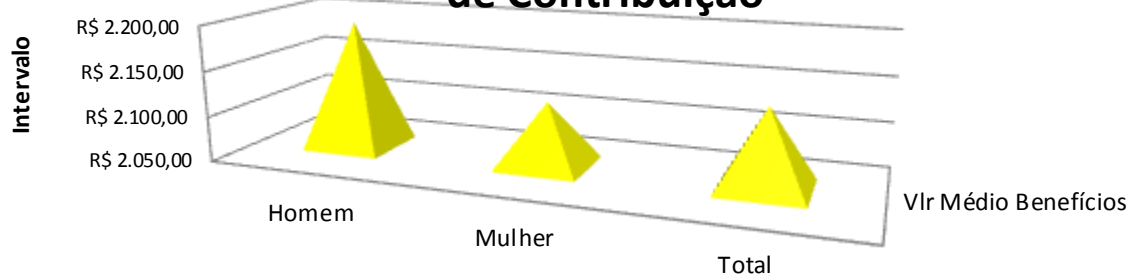 de Contribuição
Intervalo
R$ 2.200,00
R$ 2.150,00
R$ 2.100,00
R$ 2.050,00
Homem
Mulher
Total
Vlr Médio Benefícios